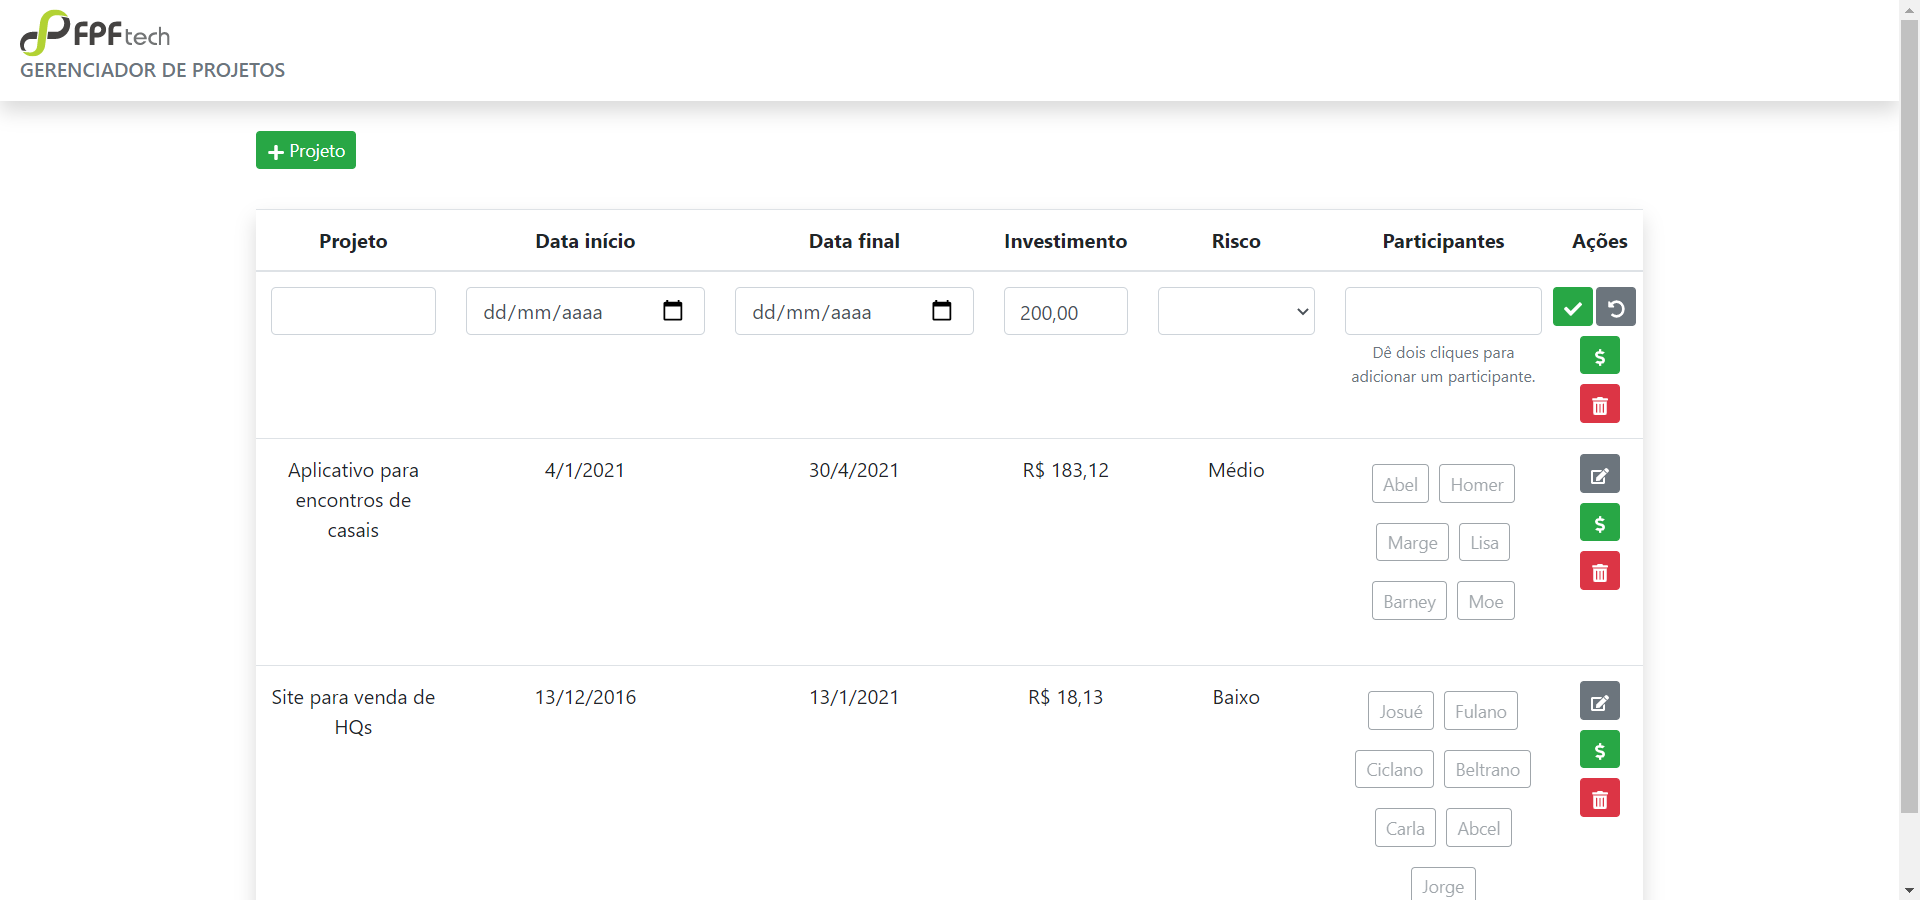 FPFtech
GERENCIADOR DE PROJETOS
Projeto
Projeto Data início Data final Investimento Risco Participantes Ações
dd/mm/aaaa dd/mm/aaaa 200,00
Dê dois cliques para
adicionar um participante.
Aplicativo para 4/1/2021 30/4/2021 R$ 183,12 Médio
encontros de
casais
Abel Homer
Marge Lisa
Barney Moe
Site para venda de 13/12/2016 13/1/2021 R$ 18,13 Baixo
HQs
Josué Fulano
Ciclano Beltrano
Carla Abcel
Jorge